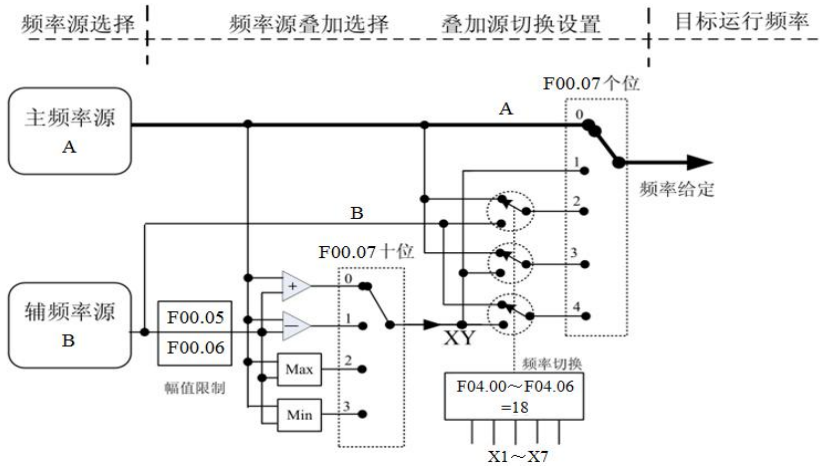 频率源选择
频率源叠加选择
叠加源切换设置
目标运行频率
F00.07个位
主频率源
A
A
0
1
2
3
4
频率给定
B
F00.07十位
辅频率源
B
F00.05
F00.06
幅值限制
+
—
Max
Min
0
1
2
3
XY
频率切换
F04.00～F04.06
=18
X1～X7